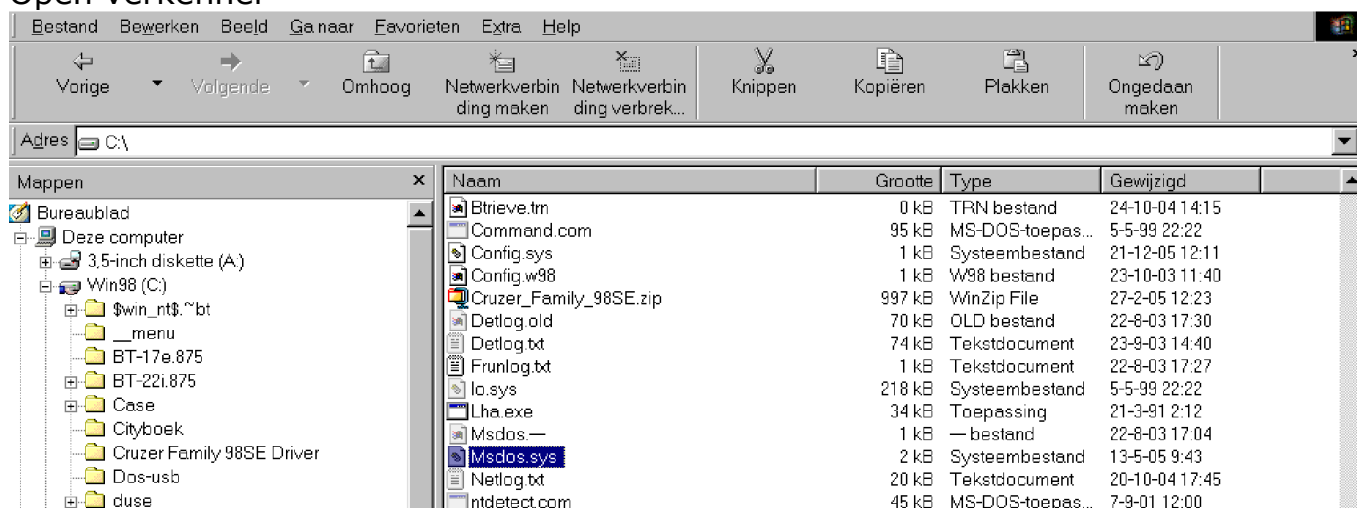 Open Verkenner
Bestand Bewerken Beeld Ga naar Favorieten Extra Help
Vorige Volgende Omhoog Netwerkverbin ding maken Netwerkverbin ding verbrek... Knippen Kopiëren Plakken Ongedaan maken
Adres C:\
Mappen x Naam Grootte Type Gewijzigd
Bureaublad
Deze computer
3,5-inch diskette (A:)
Win98 (C:)
$win_nt$.~bt
__menu
BT-17e.875
BT-22i.875
Case
Cityboek
Cruzer Family 98SE Driver
Dos-usb
duse
Btrieve.trn 0 kB TRN bestand 24-10-04 14:15
Command.com 95 kB MS-DOS-toepas... 5-5-99 22:22
Config.sys 1 kB Systeembestand 21-12-05 12:11
Config.w98 1 kB W98 bestand 23-10-03 11:40
Cruzer_Family_98SE.zip 997 kB WinZip File 27-2-05 12:23
Detlog.old 70 kB OLD bestand 22-8-03 17:30
Detlog.txt 74 kB Tekstdocument 23-9-03 14:40
Frunlog.txt 1 kB Tekstdocument 22-8-03 17:27
Io.sys 218 kB Systeembestand 5-5-99 22:22
Lha.exe 34 kB Toepassing 21-3-91 2:12
Msdos.— 1 kB — bestand 22-8-03 17:04
Msdos.sys 2 kB Systeembestand 13-5-05 9:43
Netlog.txt 20 kB Tekstdocument 20-10-04 17:45
ntdetect.com 45 kB MS-DOS-toepas... 7-9-01 12:00